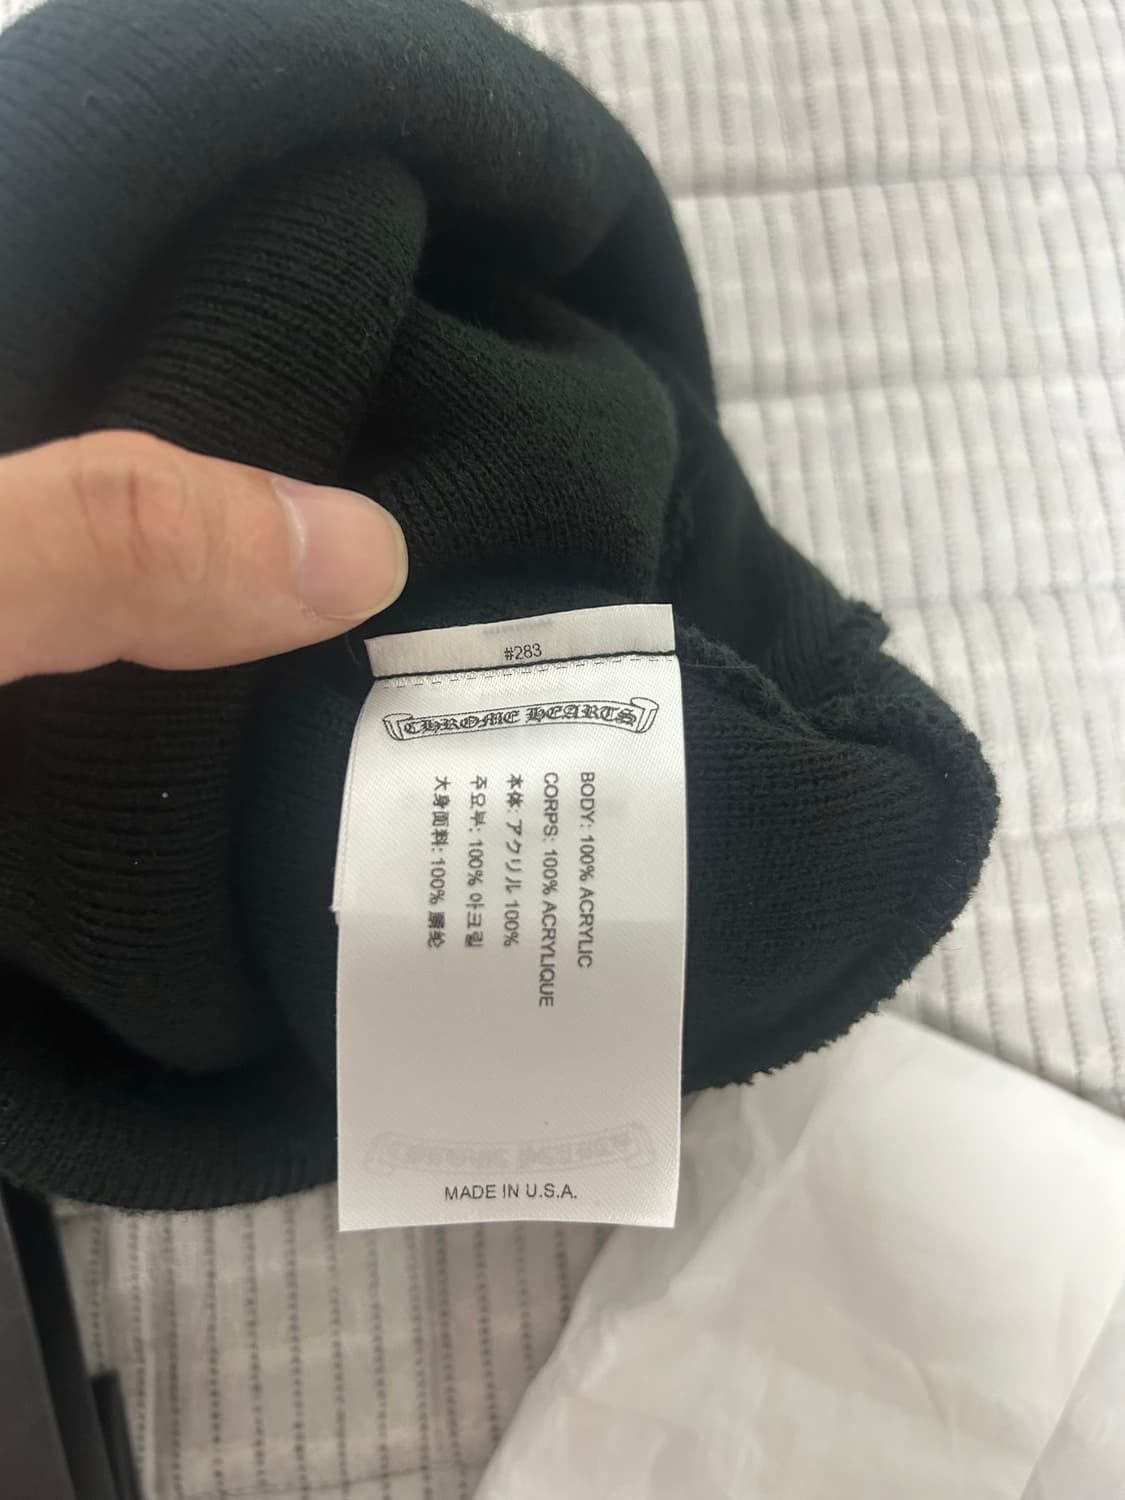 #283
CHROME HEARTS
BODY: 100% ACRYLIC
CORPS: 100% ACRYLIQUE
本体: アクリル 100%
주요부: 100% 아크릴
大身面料: 100% 腈纶
MADE IN U.S.A.